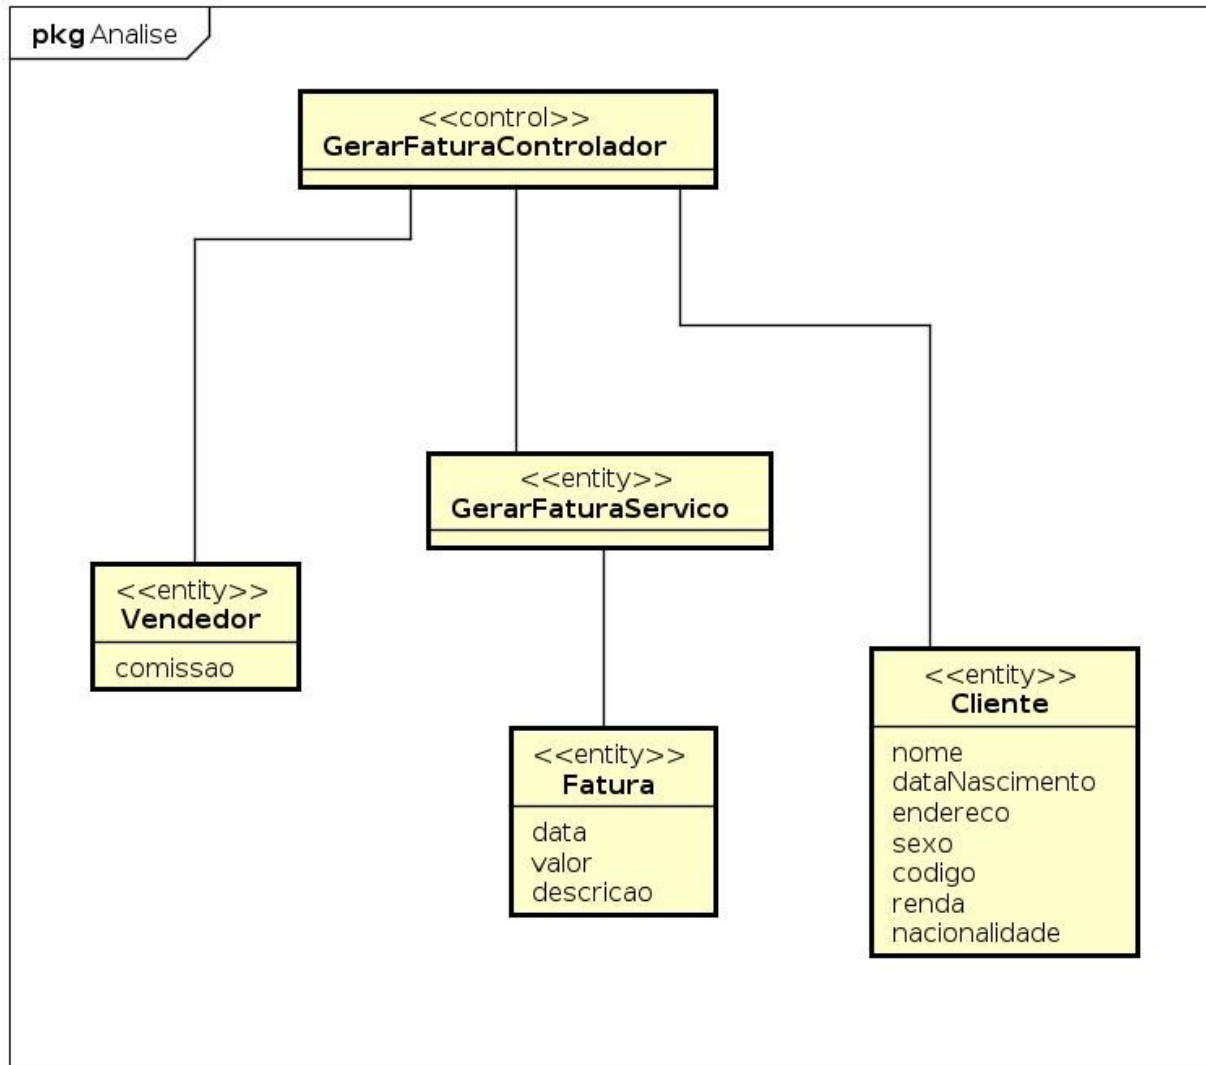 pkg Analise
<<control>>
GerarFaturaControlador
<<entity>>
GerarFaturaServico
<<entity>>
Vendedor
comissao
<<entity>>
Fatura
data
valor
descricao
<<entity>>
Cliente
nome
dataNascimento
endereco
sexo
codigo
renda
nacionalidade